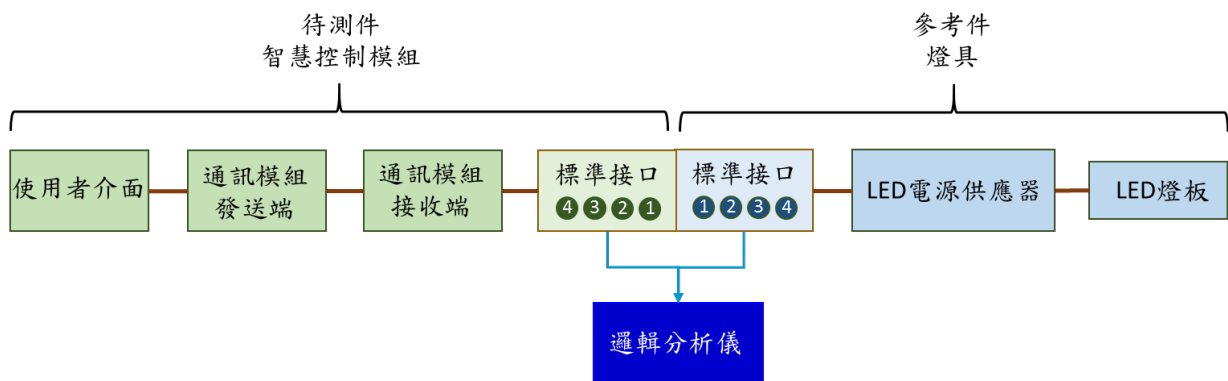 待測件
智慧控制模組
參考件
燈具
使用者介面
通訊模組
發送端
通訊模組
接收端
標準接口
4 3 2 1
標準接口
1 2 3 4
LED電源供應器
LED燈板
邏輯分析儀